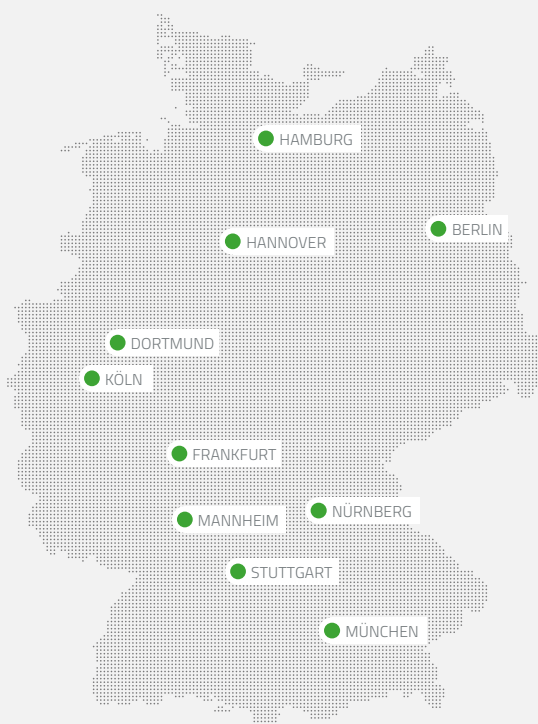 HAMBURG
BERLIN
HANNOVER
DORTMUND
KÖLN
FRANKFURT
NÜRNBERG
MANNHEIM
STUTTGART
MÜNCHEN